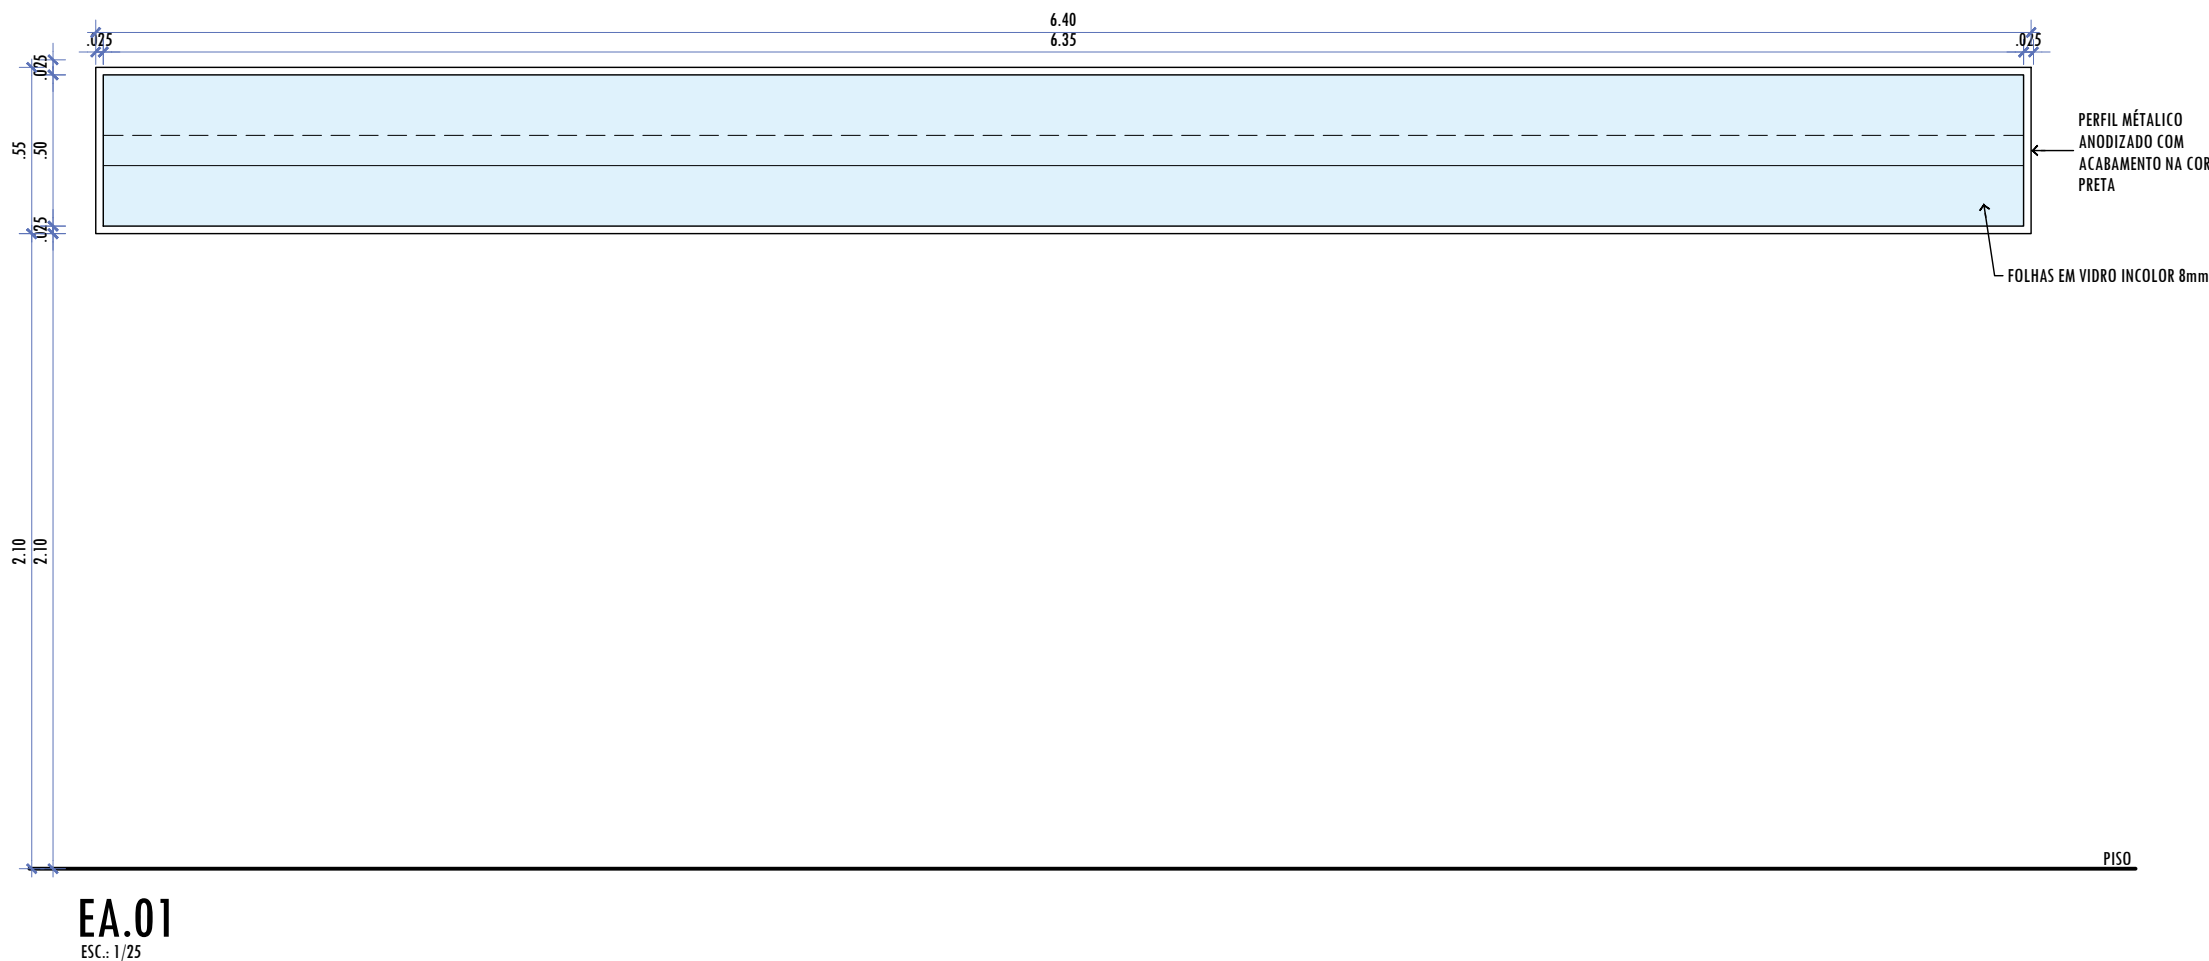 6.40
.025
6.35
.025
.025
.55
.50
.025
PERFIL MÉTALICO
ANODIZADO COM
ACABAMENTO NA COR
PRETA
FOLHAS EM VIDRO INCOLOR 8mm
2.10
2.10
PISO
EA.01
ESC.: 1/25